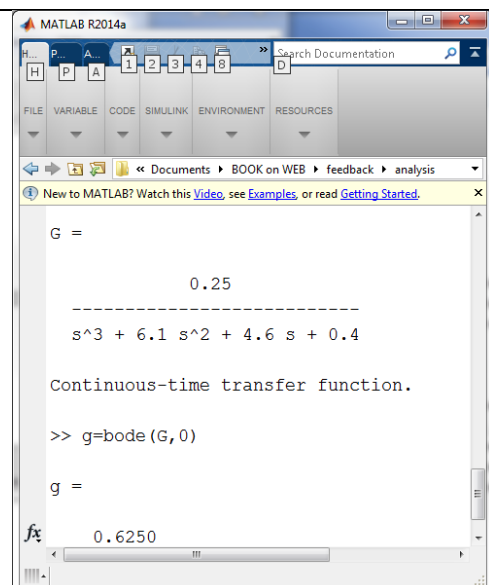 MATLAB R2014a
H... P... A... » Search Documentation
H P A 1 2 3 4 8 D
FILE VARIABLE CODE SIMULINK ENVIRONMENT RESOURCES
« Documents ▸ BOOK on WEB ▸ feedback ▸ analysis
New to MATLAB? Watch this Video, see Examples, or read Getting Started.
G =
0.25
---------------------------
s^3 + 6.1 s^2 + 4.6 s + 0.4
Continuous-time transfer function.
>> g=bode(G,0)
g =
fx 0.6250